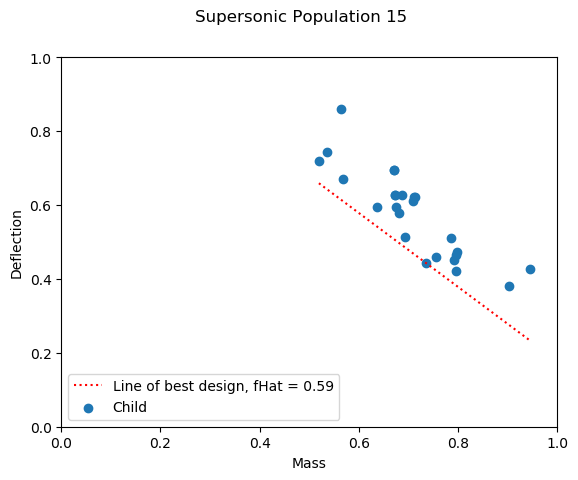 Supersonic Population 15
1.0
0.8
0.6
0.4
0.2
0.0
Deflection
Line of best design, fHat = 0.59
Child
0.0 0.2 0.4 0.6 0.8 1.0
Mass